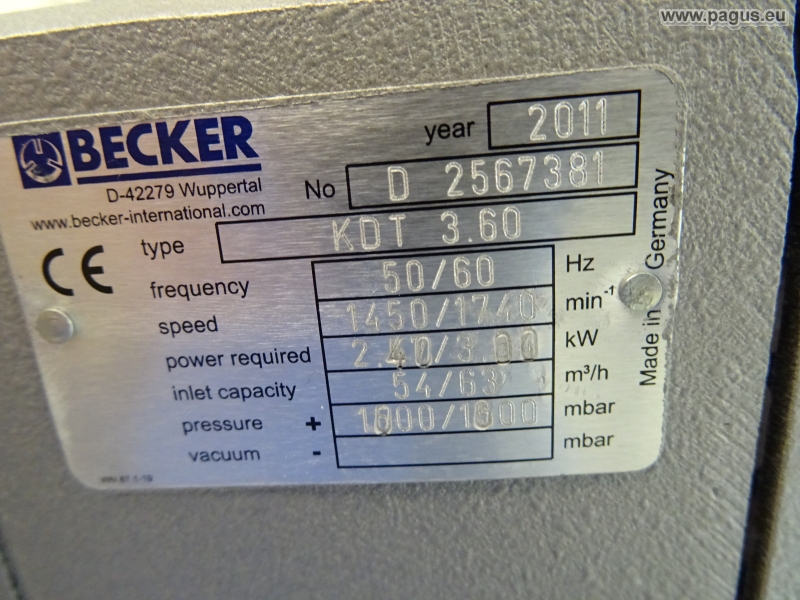 www.pagus.eu
BECKER
D-42279 Wuppertal
www.becker-international.com
year 2011
No D 2567381
type KDT 3.60
CE
frequency 50/60 Hz
speed 1450/1740 min-1
power required 2.40/3.00 kW
inlet capacity 54/63 m³/h
pressure + 1600/1600 mbar
vacuum - mbar
Made in Germany